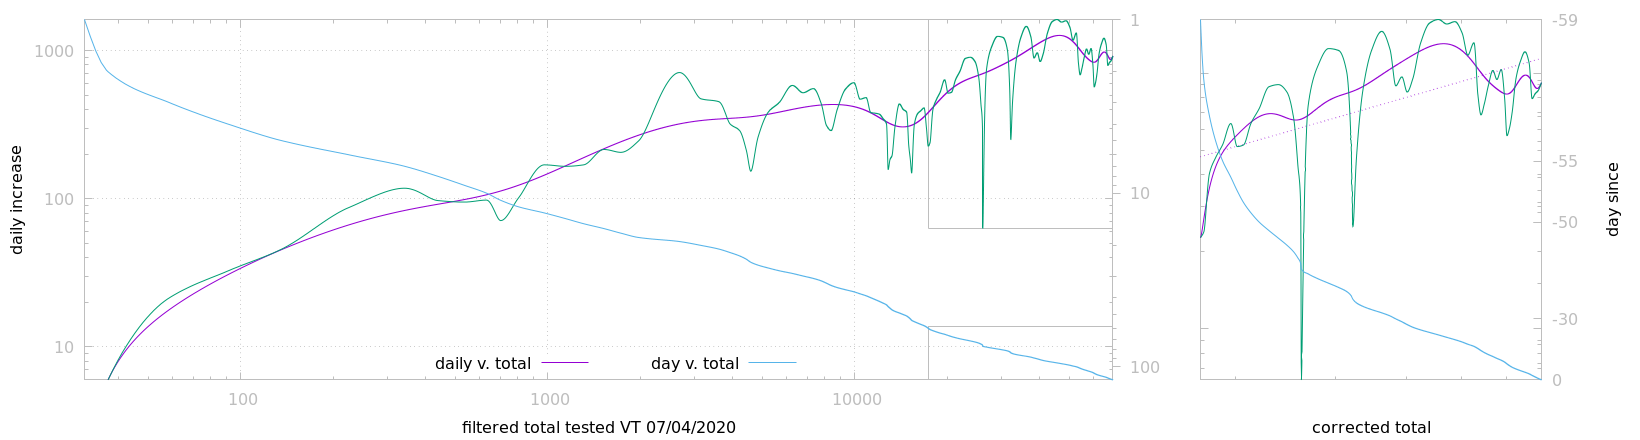 1000
100
10
daily increase
100
1000
10000
filtered total tested VT 07/04/2020
daily v. total
day v. total
1
10
100
-59
-55
-50
-30
0
day since
corrected total